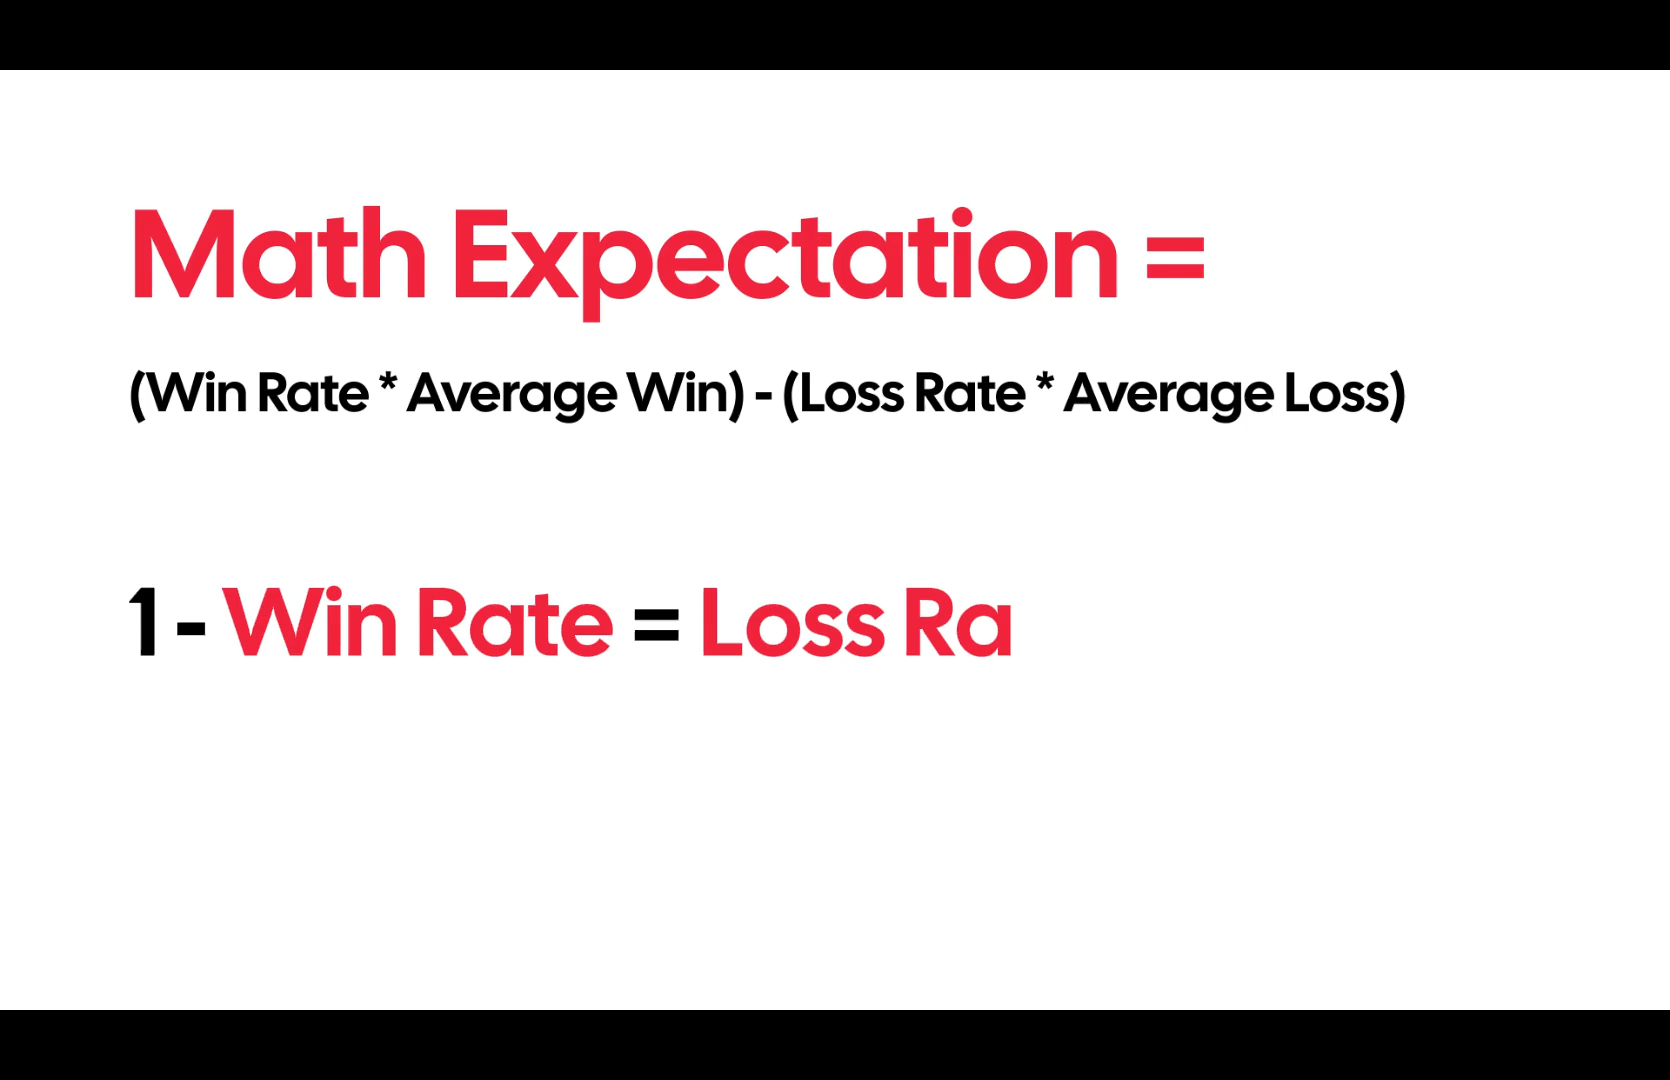 Math Expectation =
(Win Rate * Average Win) - (Loss Rate * Average Loss)
1 - Win Rate = Loss Ra